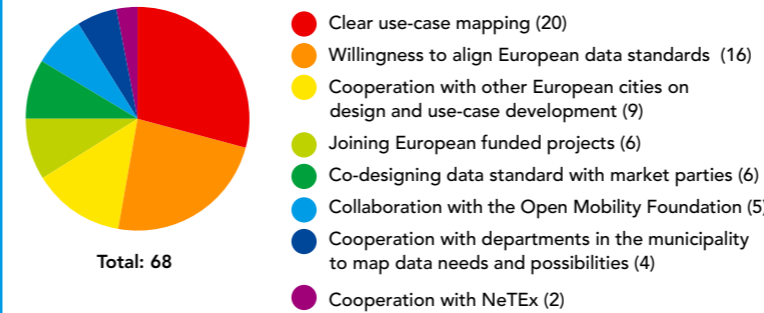 Clear use-case mapping (20)
Willingness to align European data standards (16)
Cooperation with other European cities on
design and use-case development (9)
Joining European funded projects (6)
Co-designing data standard with market parties (6)
Collaboration with the Open Mobility Foundation (5)
Cooperation with departments in the municipality
to map data needs and possibilities (4)
Cooperation with NeTEx (2)
Total: 68